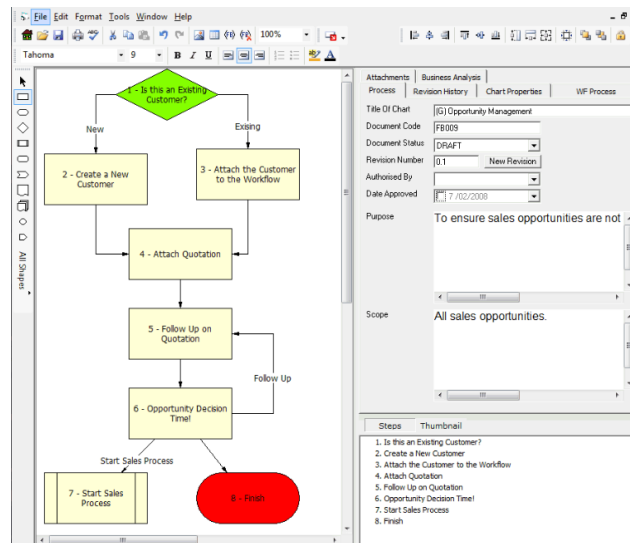 File Edit Format Tools Window Help
100%
Tahoma 9 B I U A
All Shapes
1 - Is this an Existing
Customer?
New
Exising
2 - Create a New
Customer
3 - Attach the Customer
to the Workflow
4 - Attach Quotation
5 - Follow Up on
Quotation
Follow Up
6 - Opportunity Decision
Time!
Start Sales Process
7 - Start Sales
Process
8 - Finish
Attachments Business Analysis
Process Revision History Chart Properties WF Process
Title Of Chart (G) Opportunity Management
Document Code FB009
Document Status DRAFT
Revision Number 0.1 New Revision
Authorised By
Date Approved 7 /02/2008
Purpose To ensure sales opportunities are not
Scope All sales opportunities.
Steps Thumbnail
1. Is this an Existing Customer?
2. Create a New Customer
3. Attach the Customer to the Workflow
4. Attach Quotation
5. Follow Up on Quotation
6. Opportunity Decision Time!
7. Start Sales Process
8. Finish